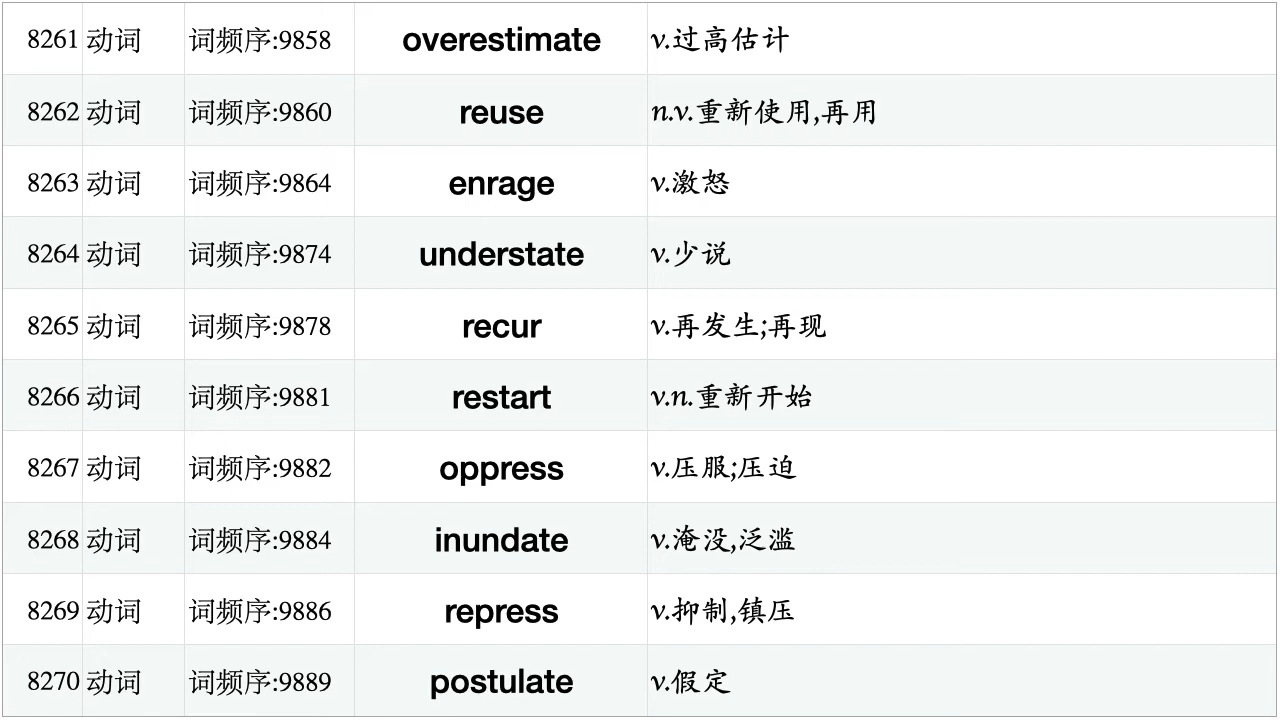 8261 动词 词频序:9858 overestimate v.过高估计
8262 动词 词频序:9860 reuse n.v.重新使用,再用
8263 动词 词频序:9864 enrage v.激怒
8264 动词 词频序:9874 understate v.少说
8265 动词 词频序:9878 recur v.再发生;再现
8266 动词 词频序:9881 restart v.n.重新开始
8267 动词 词频序:9882 oppress v.压服;压迫
8268 动词 词频序:9884 inundate v.淹没,泛滥
8269 动词 词频序:9886 repress v.抑制,镇压
8270 动词 词频序:9889 postulate v.假定